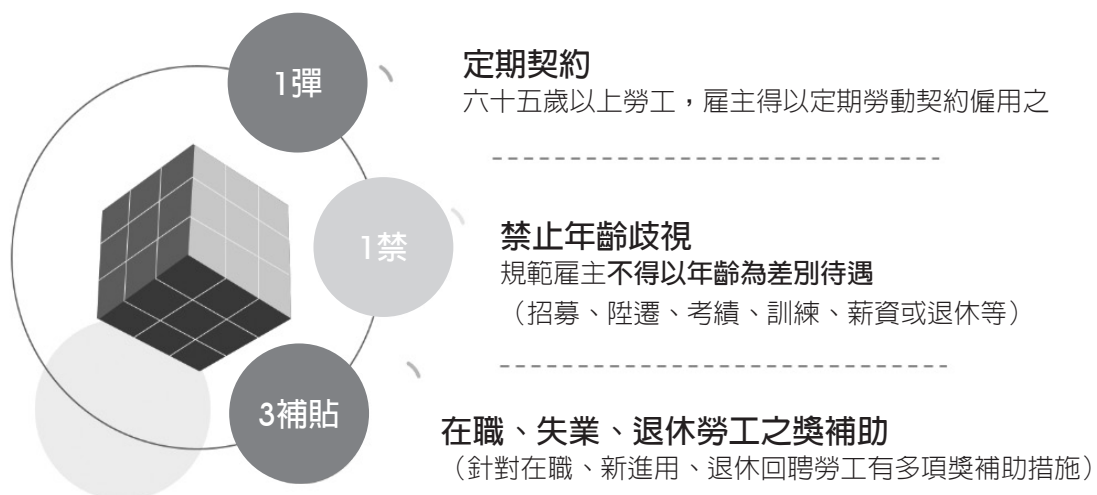 1彈
定期契約
六十五歲以上勞工，雇主得以定期勞動契約僱用之
1禁
禁止年齡歧視
規範雇主不得以年齡為差別待遇
（招募、陞遷、考績、訓練、薪資或退休等）
3補貼
在職、失業、退休勞工之獎補助
（針對在職、新進用、退休回聘勞工有多項獎補助措施）